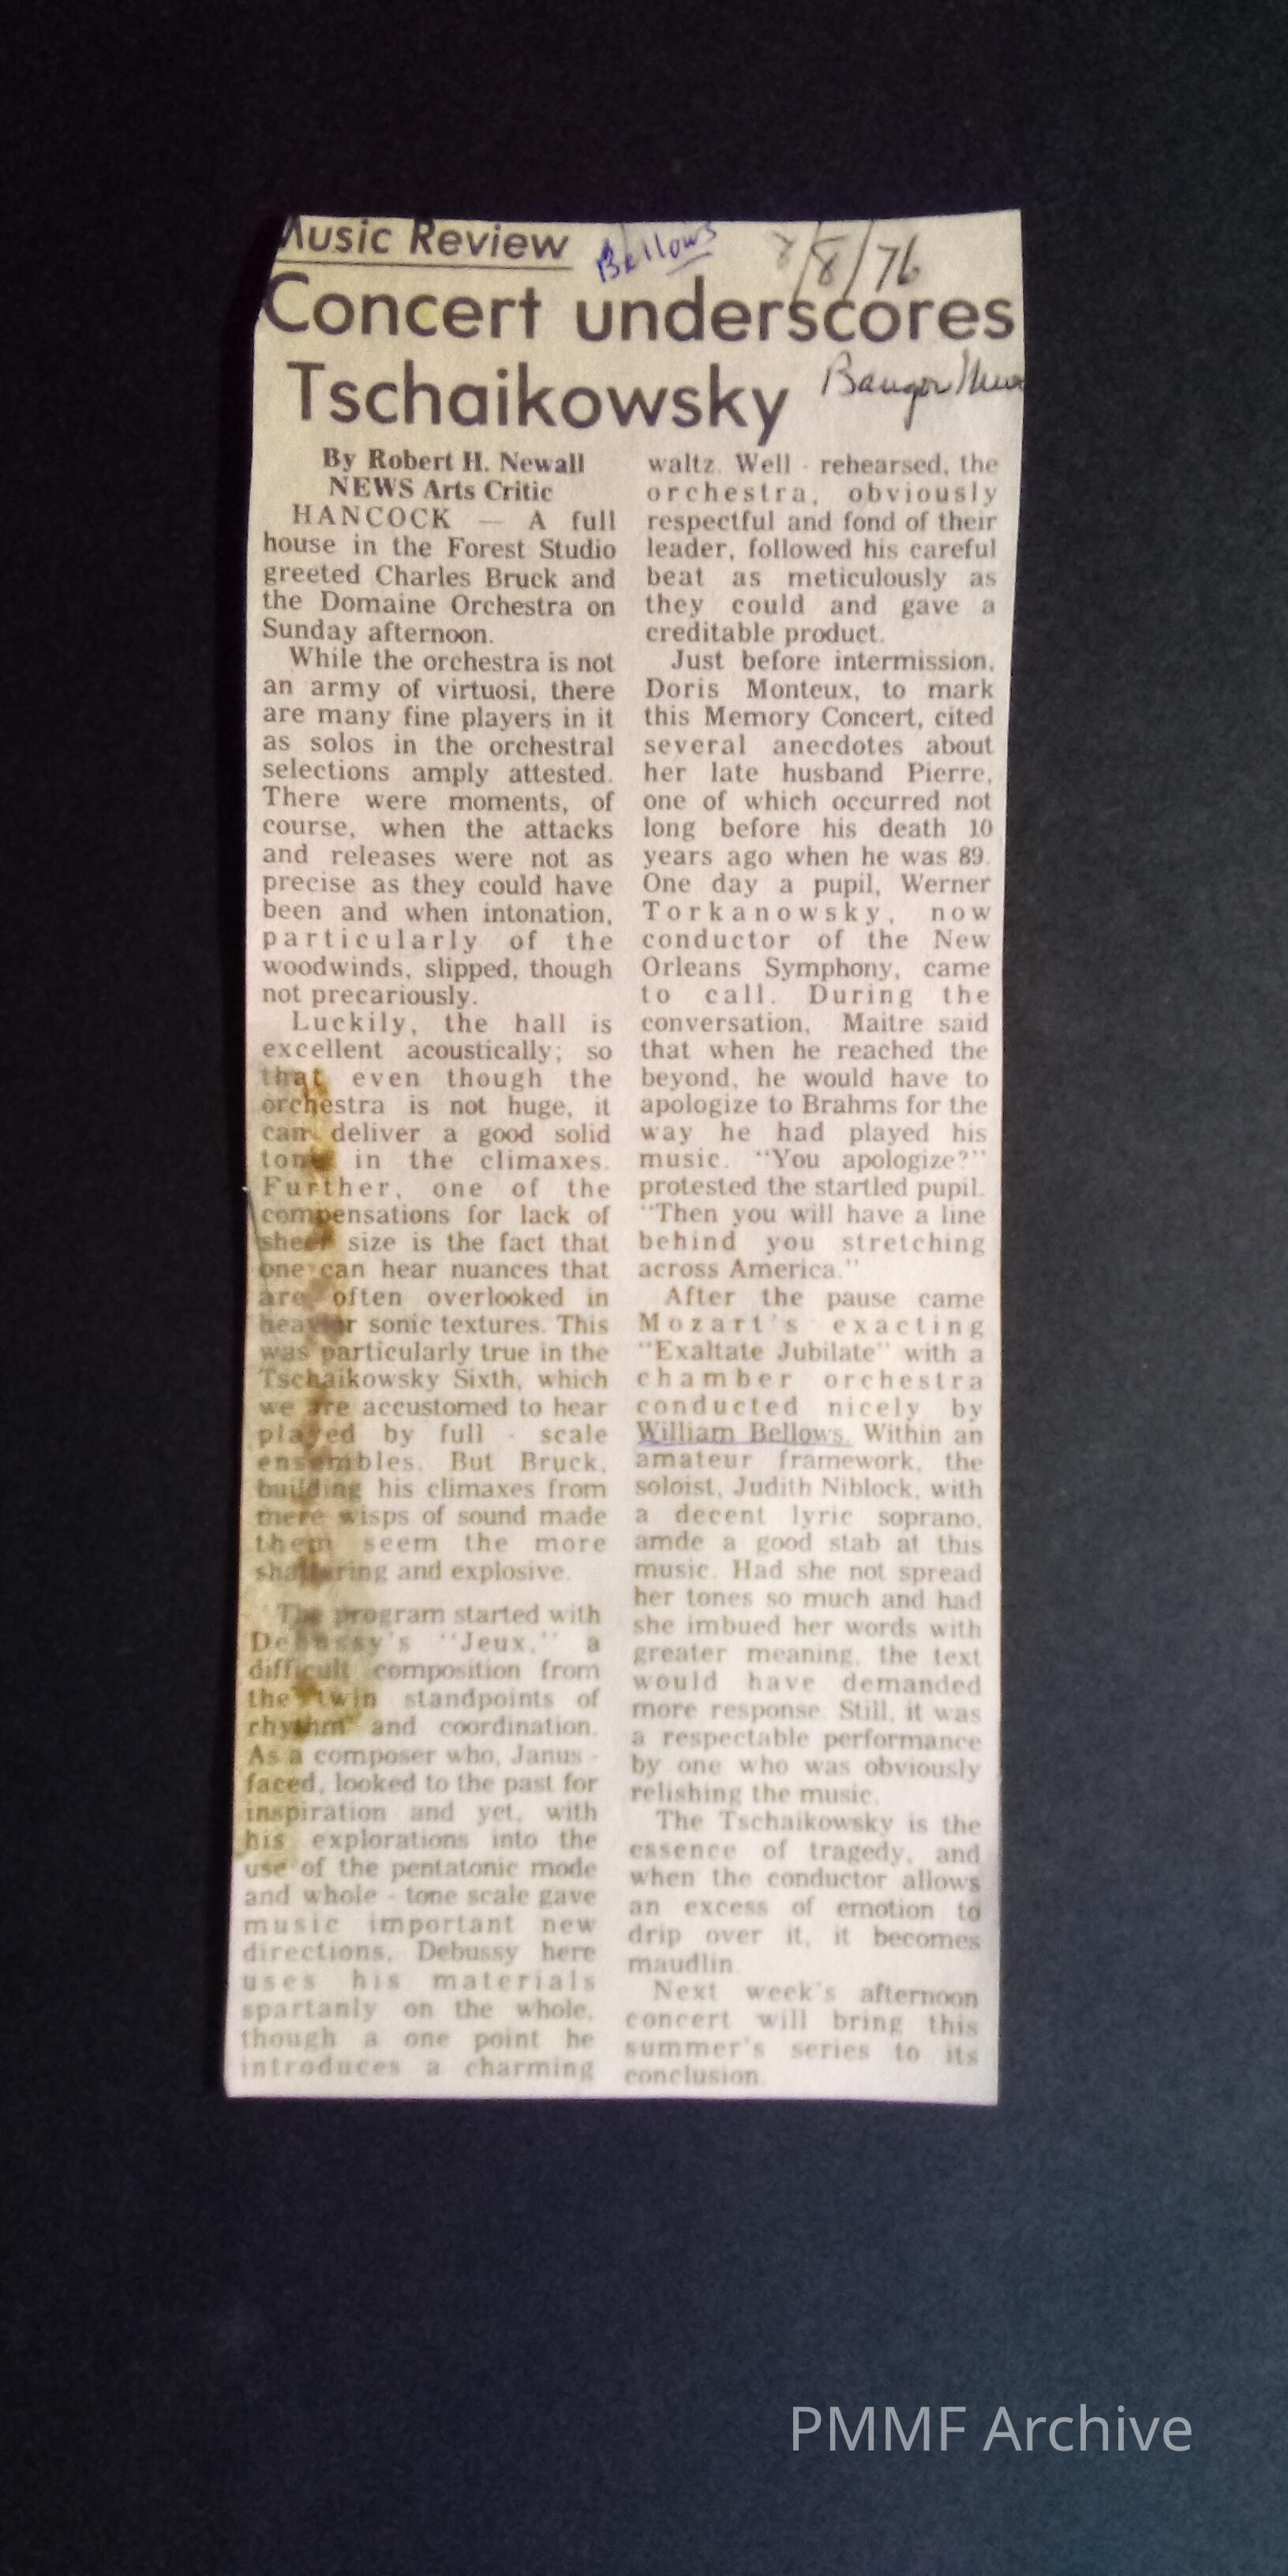 Music Review
Bellows
8/8/76
Concert underscores
Tschaikowsky
Bangor News
By Robert H. Newall
NEWS Arts Critic
HANCOCK — A full
house in the Forest Studio
greeted Charles Bruck and
the Domaine Orchestra on
Sunday afternoon.
While the orchestra is not
an army of virtuosi, there
are many fine players in it
as solos in the orchestral
selections amply attested.
There were moments, of
course, when the attacks
and releases were not as
precise as they could have
been and when intonation,
particularly of the
woodwinds, slipped, though
not precariously.
Luckily, the hall is
excellent acoustically; so
that even though the
orchestra is not huge, it
can deliver a good solid
tone in the climaxes.
Further, one of the
compensations for lack of
sheer size is the fact that
one can hear nuances that
are often overlooked in
heavier sonic textures. This
was particularly true in the
Tschaikowsky Sixth, which
we are accustomed to hear
played by full - scale
ensembles. But Bruck,
building his climaxes from
mere wisps of sound made
them seem the more
shattering and explosive.
The program started with
Debussy's "Jeux," a
difficult composition from
the twin standpoints of
rhythm and coordination.
As a composer who, Janus -
faced, looked to the past for
inspiration and yet, with
his explorations into the
use of the pentatonic mode
and whole - tone scale gave
music important new
directions, Debussy here
uses his materials
spartanly on the whole,
though a one point he
introduces a charming
waltz. Well - rehearsed, the
orchestra, obviously
respectful and fond of their
leader, followed his careful
beat as meticulously as
they could and gave a
creditable product.
Just before intermission,
Doris Monteux, to mark
this Memory Concert, cited
several anecdotes about
her late husband Pierre,
one of which occurred not
long before his death 10
years ago when he was 89.
One day a pupil, Werner
Torkanowsky, now
conductor of the New
Orleans Symphony, came
to call. During the
conversation, Maitre said
that when he reached the
beyond, he would have to
apologize to Brahms for the
way he had played his
music. "You apologize?"
protested the startled pupil.
"Then you will have a line
behind you stretching
across America."
After the pause came
Mozart's exacting
"Exaltate Jubilate" with a
chamber orchestra
conducted nicely by
William Bellows. Within an
amateur framework, the
soloist, Judith Niblock, with
a decent lyric soprano,
amde a good stab at this
music. Had she not spread
her tones so much and had
she imbued her words with
greater meaning, the text
would have demanded
more response. Still, it was
a respectable performance
by one who was obviously
relishing the music.
The Tschaikowsky is the
essence of tragedy, and
when the conductor allows
an excess of emotion to
drip over it, it becomes
maudlin.
Next week's afternoon
concert will bring this
summer's series to its
conclusion.
PMMF Archive